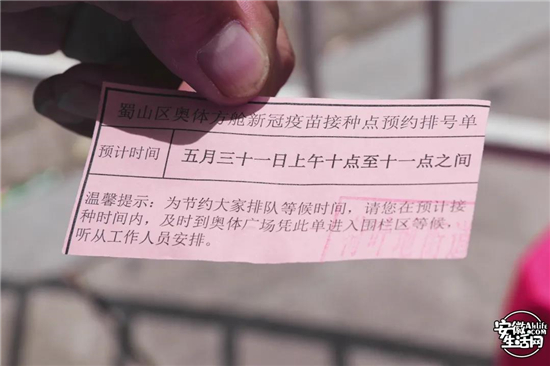 蜀山区奥体方舱新冠疫苗接种点预约排号单
预计时间 五月三十一日上午十点至十一点之间
温馨提示：为节约大家排队等候时间，请您在预计接
种时间内，及时到奥体广场凭此单进入围栏区等候，
听从工作人员安排。
安徽 Ahlife.com
生活网